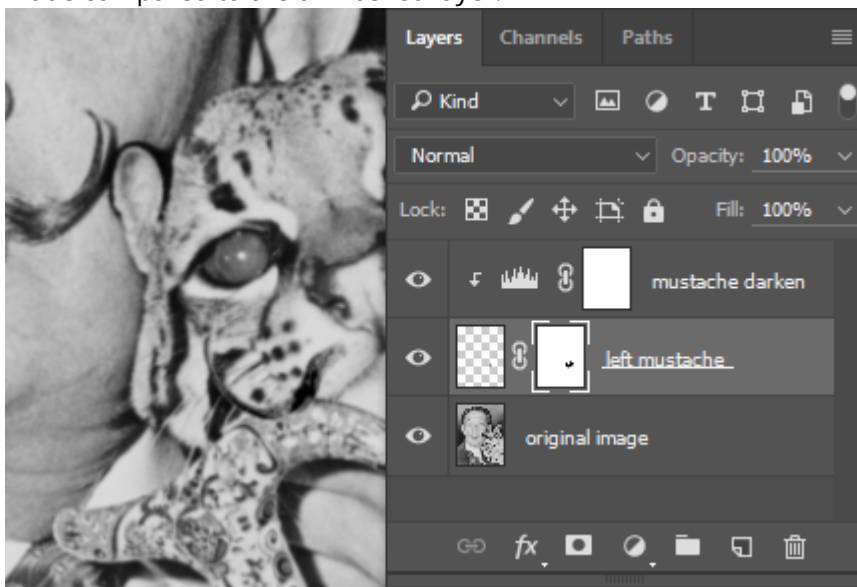 Layers Channels Paths
Kind
Normal Opacity: 100%
Lock: Fill: 100%
mustache darken
left mustache
original image